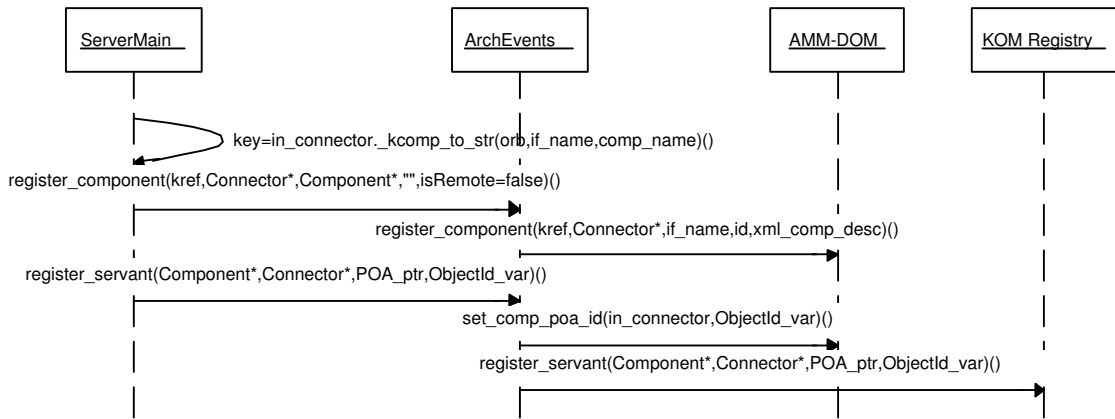 ServerMain
ArchEvents
AMM-DOM
KOM Registry
key=in_connector._kcomp_to_str(orb,if_name,comp_name)()
register_component(kref,Connector*,Component*,"",isRemote=false)()
register_component(kref,Connector*,if_name,id,xml_comp_desc)()
register_servant(Component*,Connector*,POA_ptr,ObjectId_var)()
set_comp_poa_id(in_connector,ObjectId_var)()
register_servant(Component*,Connector*,POA_ptr,ObjectId_var)()